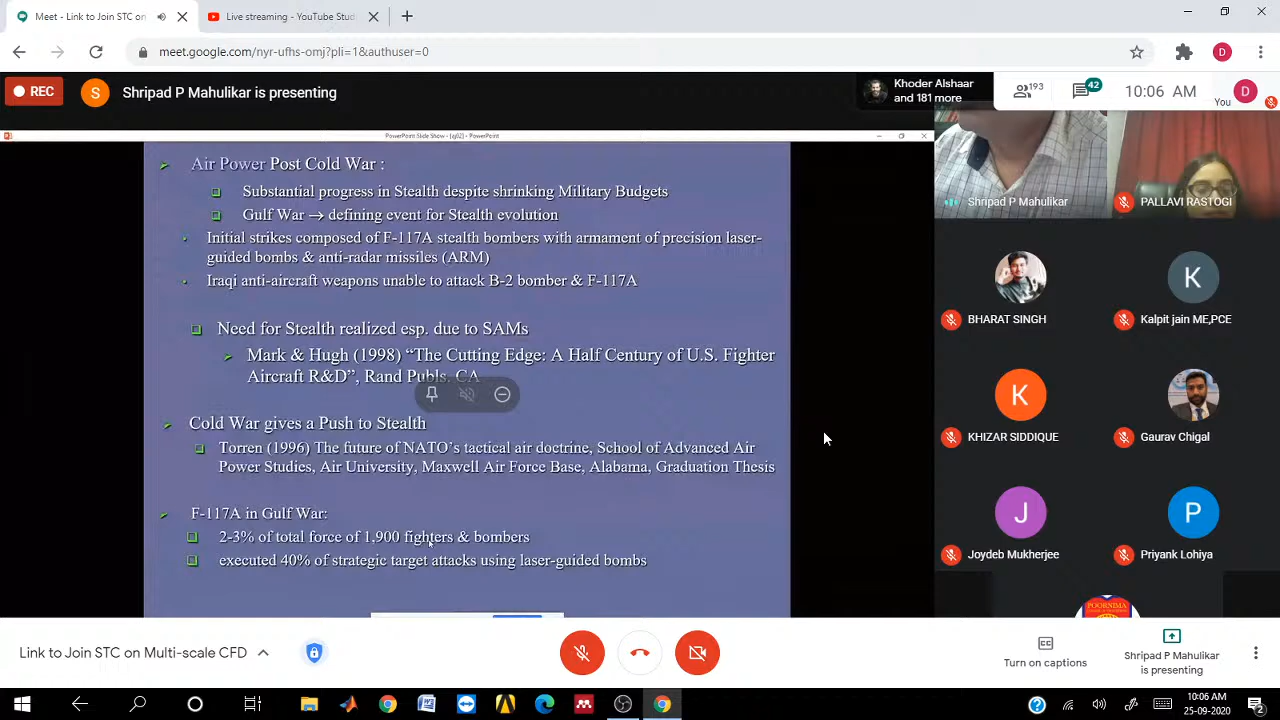 Meet - Link to Join STC on
Live streaming - YouTube Stud
meet.google.com/nyr-ufhs-omj?pli=1&authuser=0
D
REC
S
Shripad P Mahulikar is presenting
Khoder Alshaar
and 181 more
193
42
10:06 AM
You
D
PowerPoint Slide Show - [q02] - PowerPoint
Air Power Post Cold War :
Substantial progress in Stealth despite shrinking Military Budgets
Gulf War → defining event for Stealth evolution
Initial strikes composed of F-117A stealth bombers with armament of precision laser-
guided bombs & anti-radar missiles (ARM)
Iraqi anti-aircraft weapons unable to attack B-2 bomber & F-117A
Need for Stealth realized esp. due to SAMs
Mark & Hugh (1998) “The Cutting Edge: A Half Century of U.S. Fighter
Aircraft R&D”, Rand Publs. CA
Cold War gives a Push to Stealth
Torren (1996) The future of NATO’s tactical air doctrine, School of Advanced Air
Power Studies, Air University, Maxwell Air Force Base, Alabama, Graduation Thesis
F-117A in Gulf War:
2-3% of total force of 1,900 fighters & bombers
executed 40% of strategic target attacks using laser-guided bombs
Shripad P Mahulikar
PALLAVI RASTOGI
BHARAT SINGH
K
Kalpit jain ME,PCE
K
KHIZAR SIDDIQUE
Gaurav Chigal
J
Joydeb Mukherjee
P
Priyank Lohiya
POORNIMA
Link to Join STC on Multi-scale CFD
CC
Turn on captions
Shripad P Mahulikar
is presenting
10:06 AM
25-09-2020
2